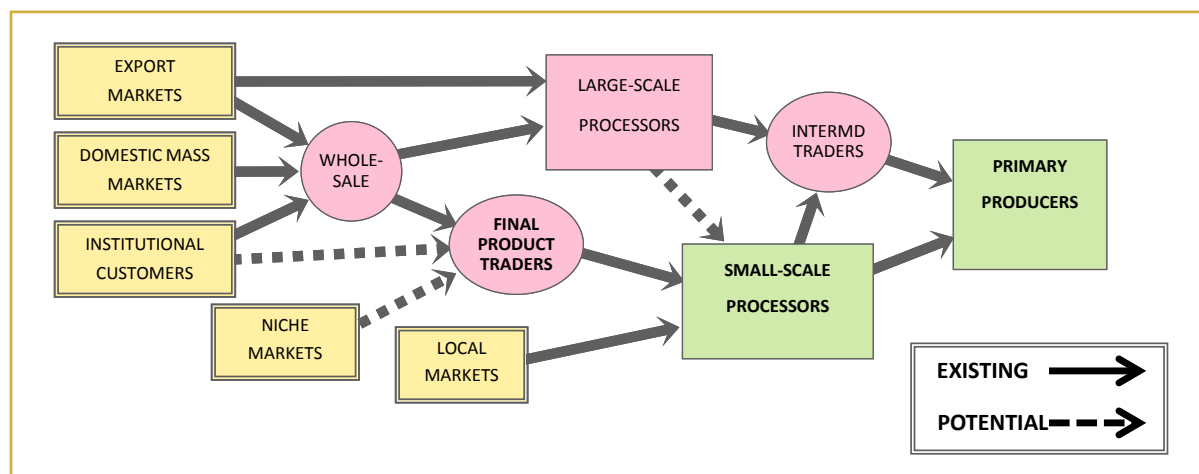 EXPORT
MARKETS
DOMESTIC MASS
MARKETS
INSTITUTIONAL
CUSTOMERS
NICHE
MARKETS
LOCAL
MARKETS
WHOLE-
SALE
FINAL
PRODUCT
TRADERS
LARGE-SCALE
PROCESSORS
SMALL-SCALE
PROCESSORS
INTERMD
TRADERS
PRIMARY
PRODUCERS
EXISTING
POTENTIAL